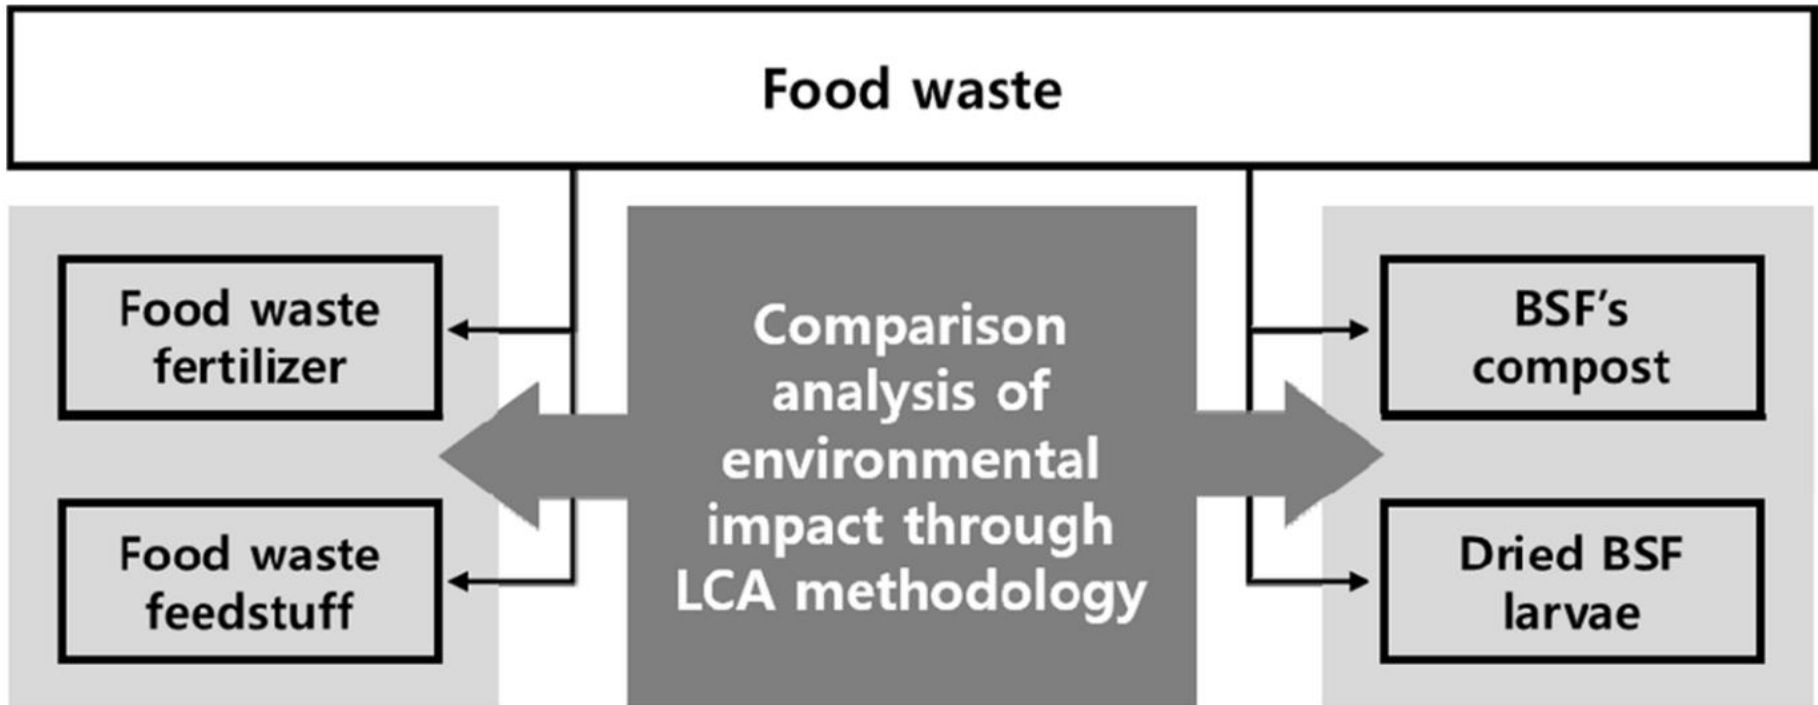 Food waste
Food waste
fertilizer
Food waste
feedstuff
Comparison
analysis of
environmental
impact through
LCA methodology
BSF’s
compost
Dried BSF
larvae